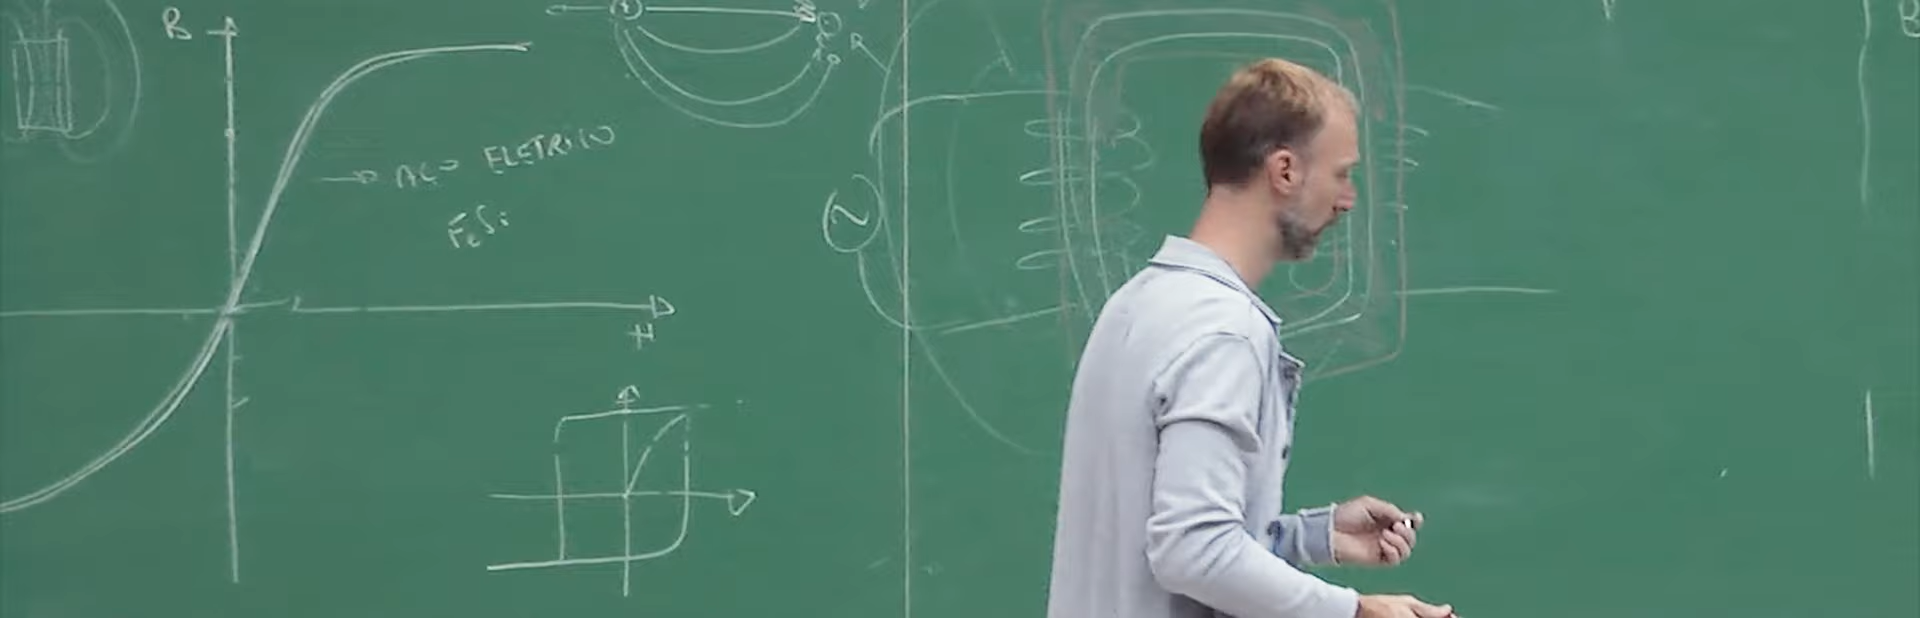 B
→ AÇO ELETRICO
FeSi
H
B